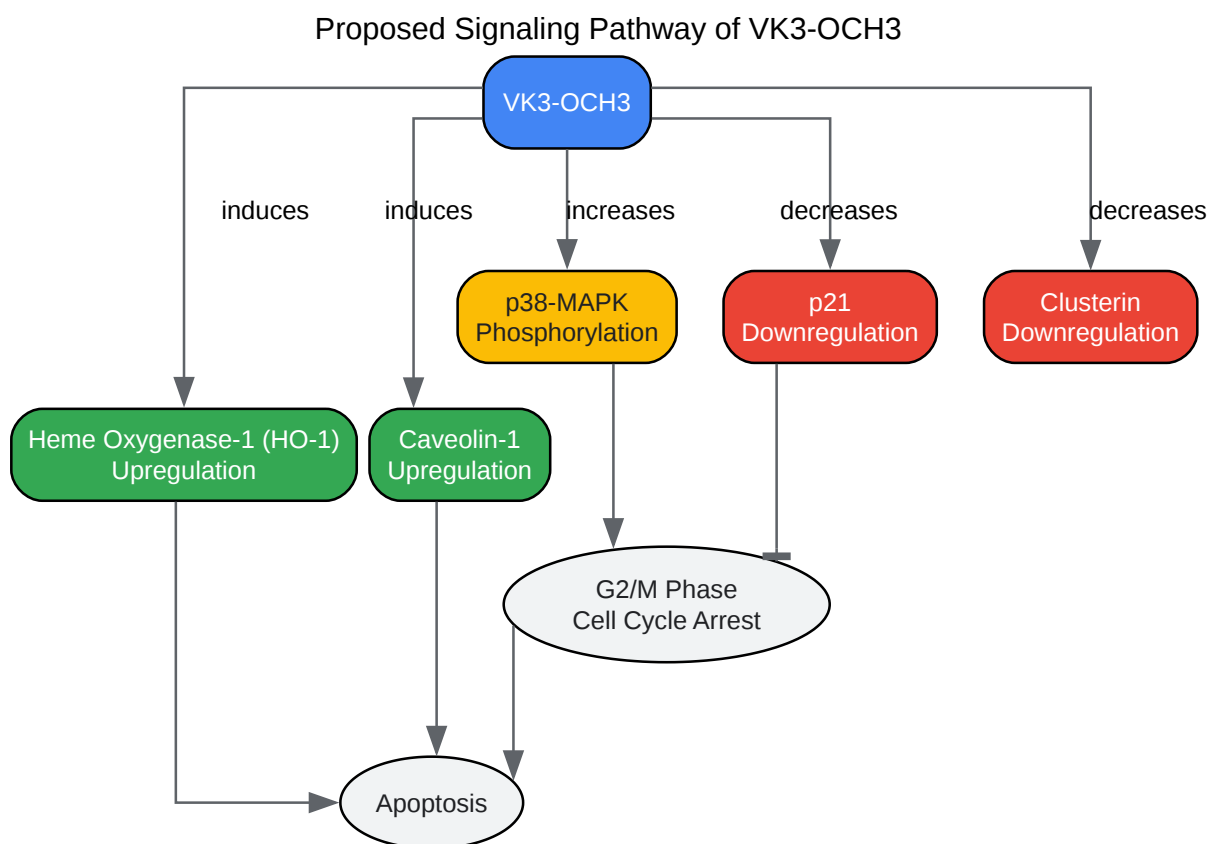 Proposed Signaling Pathway of VK3-OCH3
VK3-OCH3
induces
induces
increases
decreases
decreases
p38-MAPK
Phosphorylation
p21
Downregulation
Clusterin
Downregulation
Heme Oxygenase-1 (HO-1)
Upregulation
Caveolin-1
Upregulation
G2/M Phase
Cell Cycle Arrest
Apoptosis